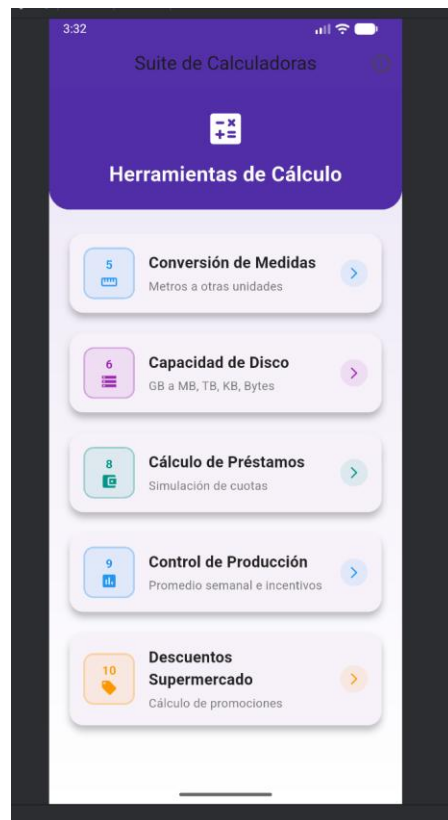 3:32
Suite de Calculadoras
Herramientas de Cálculo
5
Conversión de Medidas
Metros a otras unidades
6
Capacidad de Disco
GB a MB, TB, KB, Bytes
8
Cálculo de Préstamos
Simulación de cuotas
9
Control de Producción
Promedio semanal e incentivos
10
Descuentos
Supermercado
Cálculo de promociones